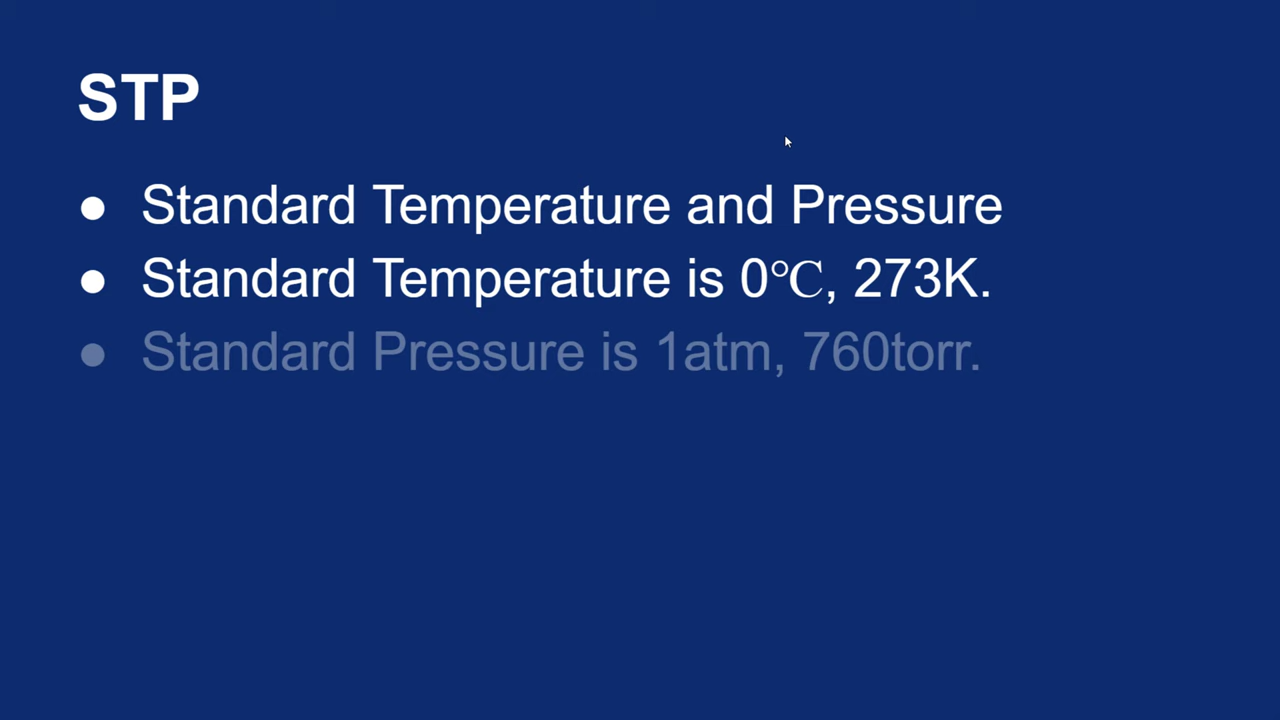 STP
● Standard Temperature and Pressure
● Standard Temperature is 0℃, 273K.
● Standard Pressure is 1atm, 760torr.